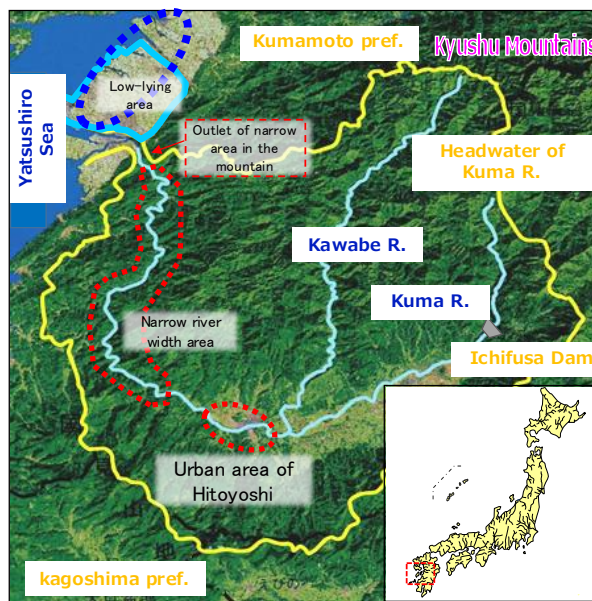 Kumamoto pref.
Kyushu Mountains
Low-lying
area
Yatsushiro
Sea
Outlet of narrow
area in the
mountain
Headwater of
Kuma R.
Kawabe R.
Kuma R.
Narrow river
width area
Ichifusa Dam
Urban area of
Hitoyoshi
kagoshima pref.